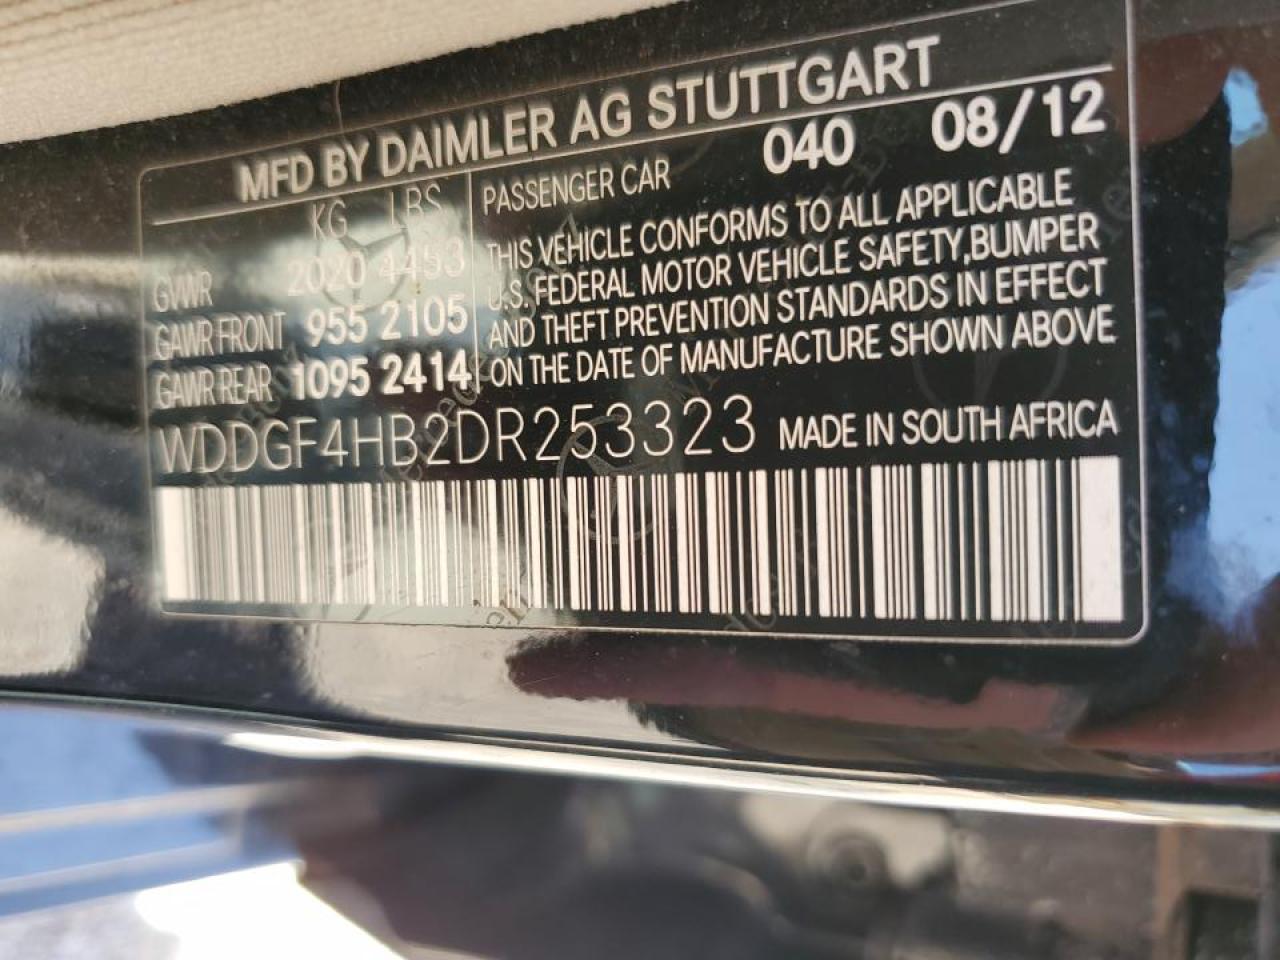 MFD BY DAIMLER AG STUTTGART
040 08/12
KG LBS
GVWR 2020 4453
GAWR FRONT 955 2105
GAWR REAR 1095 2414
PASSENGER CAR
THIS VEHICLE CONFORMS TO ALL APPLICABLE
U.S. FEDERAL MOTOR VEHICLE SAFETY,BUMPER
AND THEFT PREVENTION STANDARDS IN EFFECT
ON THE DATE OF MANUFACTURE SHOWN ABOVE
WDDGF4HB2DR253323 MADE IN SOUTH AFRICA